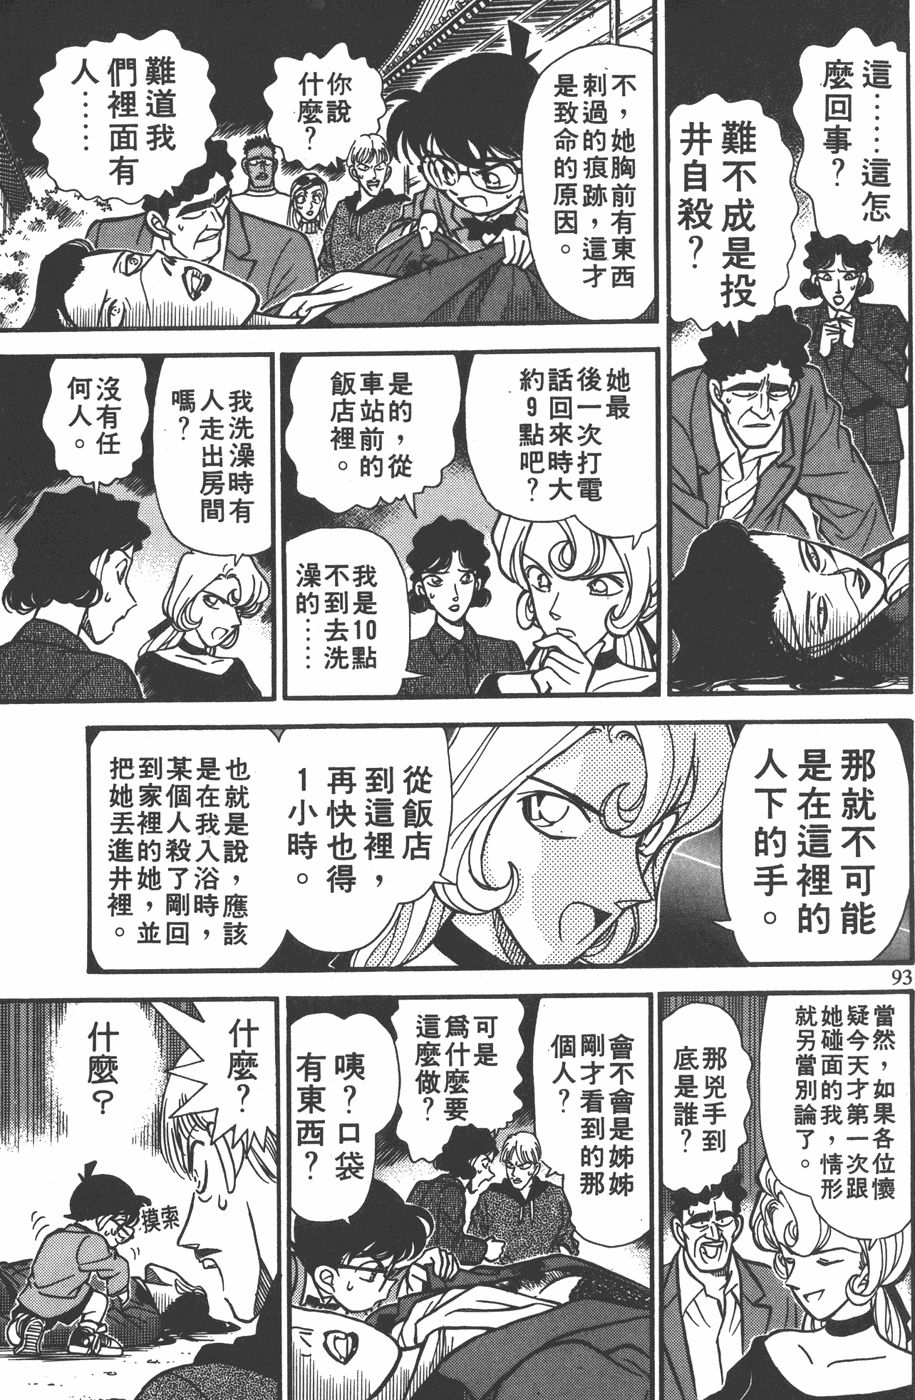 這……這怎
麼回事?
難不成是投
井自殺?
不，她胸前有東西
刺過的痕跡，這才
是致命的原因。
你說
什麼?
難道我
們裡面有
人……
她最
後一次打電
話回來時大
約9點吧?
是的，從
車站前的
飯店裡。
我是10點
不到去洗
澡的……
我洗澡時有
人走出房間
嗎?
沒有任
何人。
那就不可能
是在這裡的
人下的手。
從飯店
到這裡，
再快也得
1小時。
也就是說，應該
是在我入浴時，
某個人殺了剛回
到家裡的她，並
把她丟進井裡。
93
當然，如果各位懷
疑今天才第一次跟
她碰面的我，情形
就另當別論了。
那兇手到
底是誰?
會不會是姊姊
剛才看到的那
個人?
可是
為什麼要
這麼做?
咦?口袋
有東西?
什麼?
什麼?
摸索